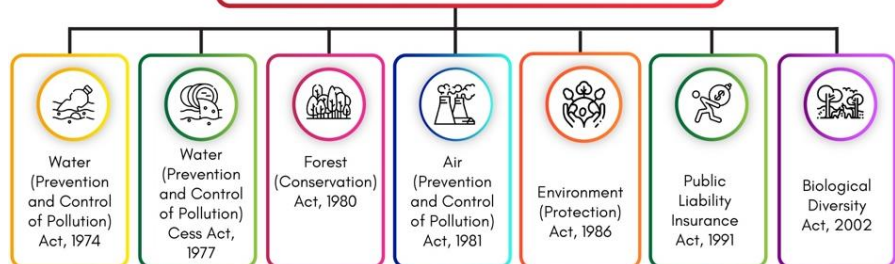 Water
(Prevention
and Control
of Pollution)
Act, 1974
Water
(Prevention
and Control
of Pollution)
Cess Act,
1977
Forest
(Conservation)
Act, 1980
Air
(Prevention
and Control
of Pollution)
Act, 1981
Environment
(Protection)
Act, 1986
Public
Liability
Insurance
Act, 1991
Biological
Diversity
Act, 2002